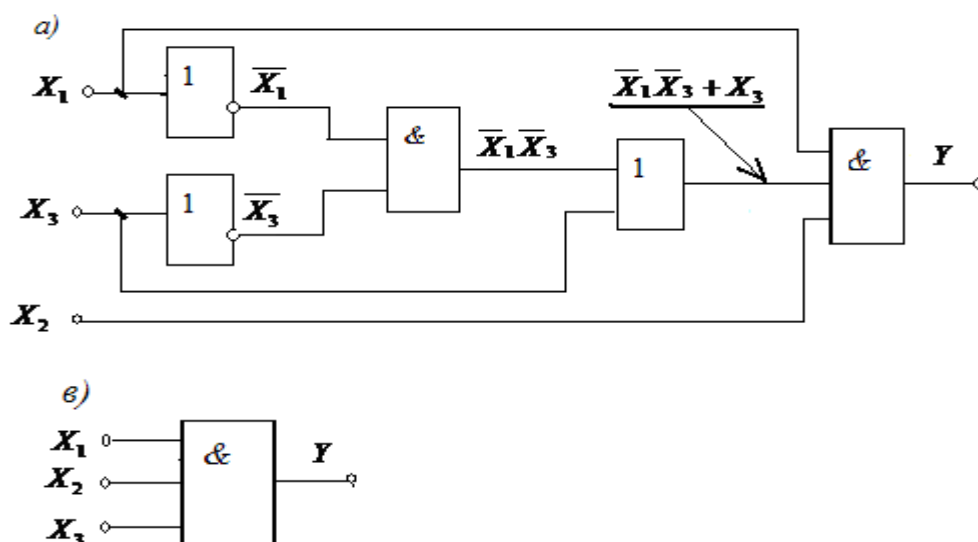 а)
X₁
1
X̅₁
&
X̅₁X̅₃
1
X̅₁X̅₃ + X₃
&
Y
X₃
1
X̅₃
X₂
в)
X₁
&
Y
X₂
X₃